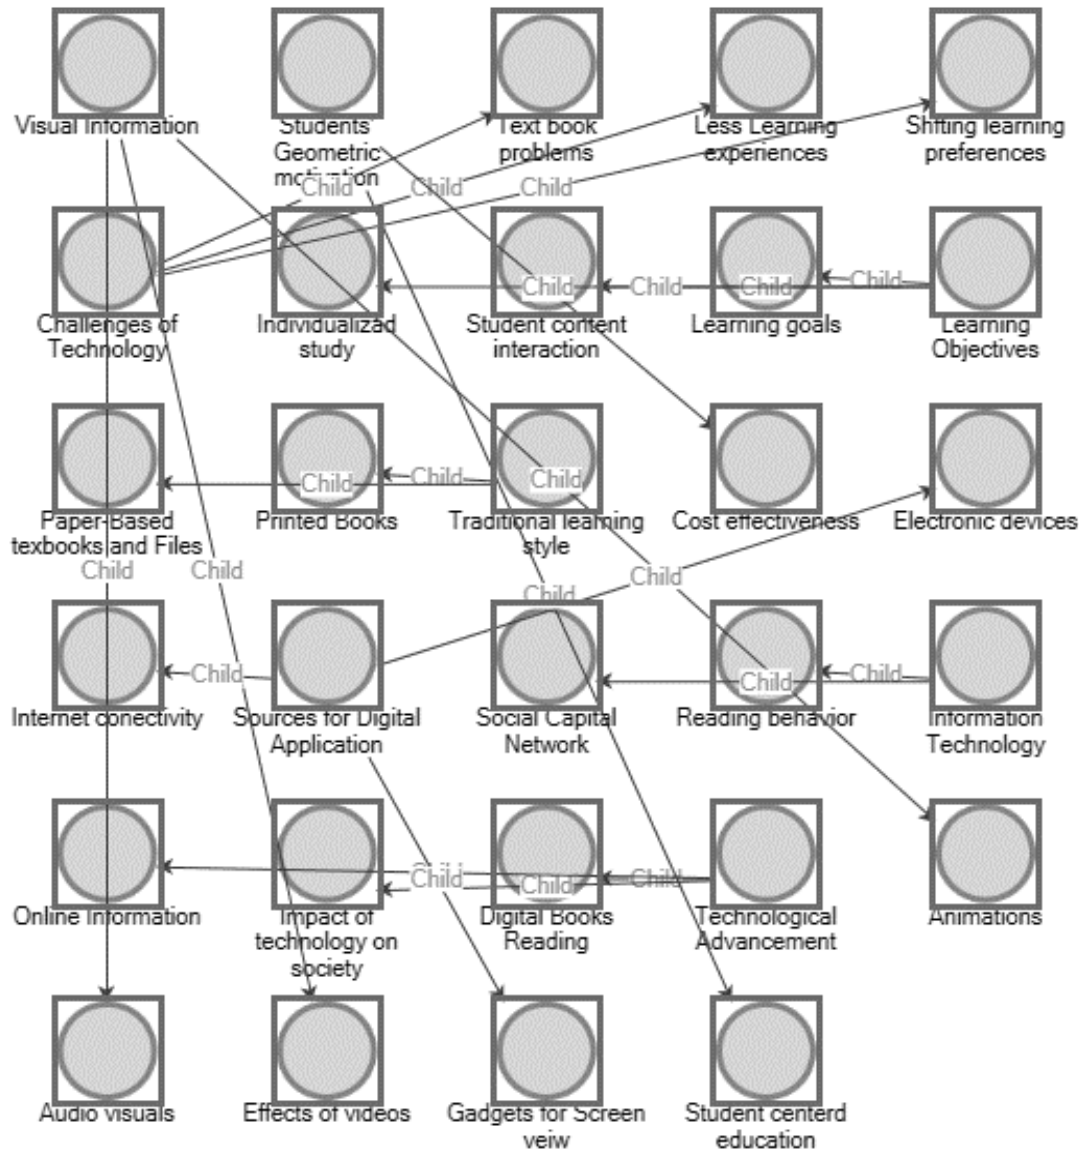 Visual Information
Students'
Geometric
motivation
Text book
problems
Less Learning
experiences
Shifting learning
preferences
Child
Child
Child
Challenges of
Technology
Individualizad
study
Student content
interaction
Learning goals
Learning
Objectives
Child
Child
Child
Child
Paper-Based
texbooks and Files
Printed Books
Traditional learning
style
Cost effectiveness
Electronic devices
Child
Child
Child
Child
Child
Child
Child
Internet conectivity
Sources for Digital
Application
Social Capital
Network
Reading behavior
Information
Technology
Child
Child
Child
Online Information
Impact of
technology on
society
Digital Books
Reading
Technological
Advancement
Animations
Child
Child
Child
Audio visuals
Effects of videos
Gadgets for Screen
veiw
Student centerd
education